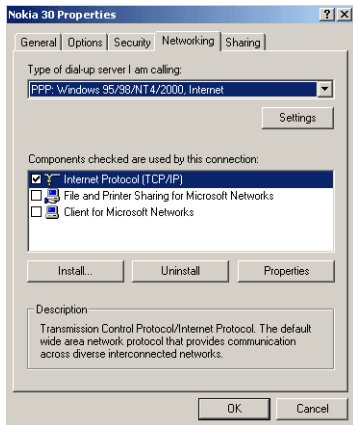 Nokia 30 Properties
General Options Security Networking Sharing
Type of dial-up server I am calling:
PPP: Windows 95/98/NT4/2000, Internet
Settings
Components checked are used by this connection:
Internet Protocol (TCP/IP)
File and Printer Sharing for Microsoft Networks
Client for Microsoft Networks
Install... Uninstall Properties
Description
Transmission Control Protocol/Internet Protocol. The default
wide area network protocol that provides communication
across diverse interconnected networks.
OK Cancel